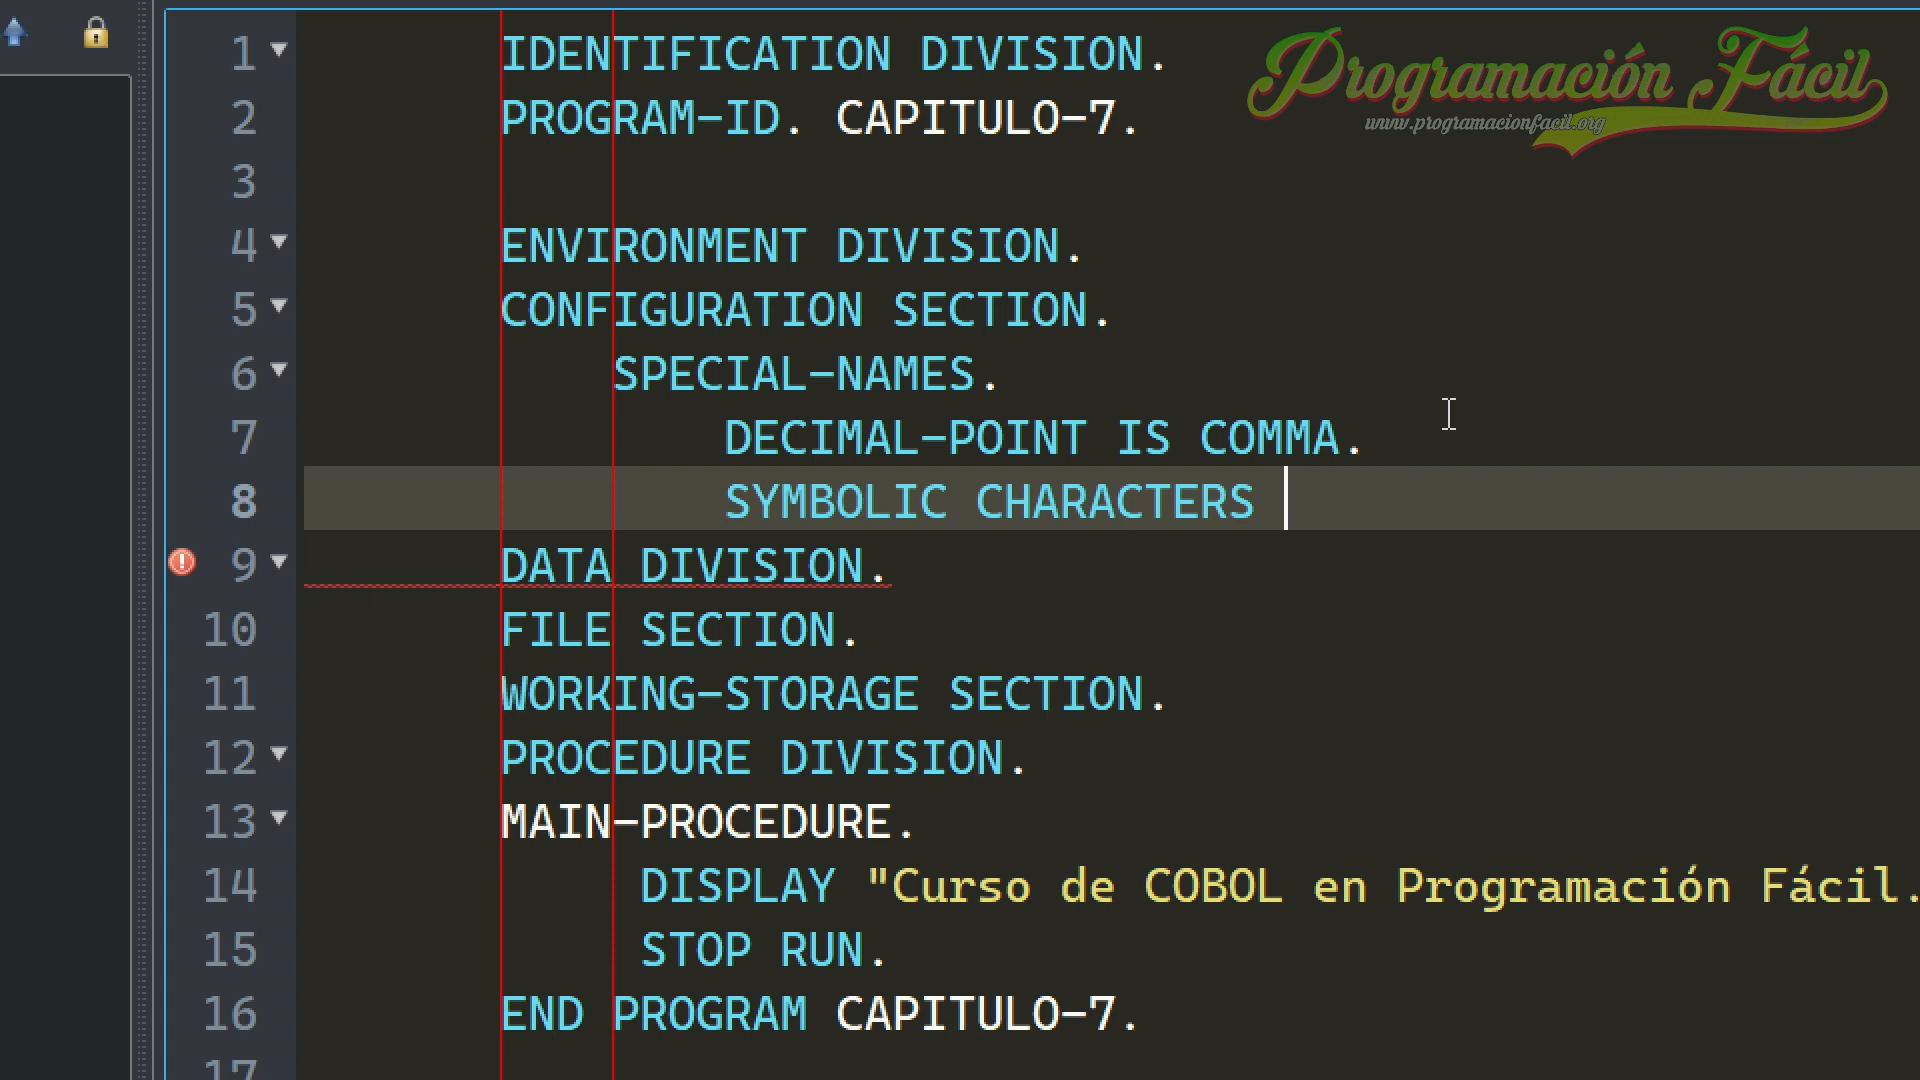 Programación Fácil
www.programacionfacil.org
1 IDENTIFICATION DIVISION.
2 PROGRAM-ID. CAPITULO-7.
3
4 ENVIRONMENT DIVISION.
5 CONFIGURATION SECTION.
6 SPECIAL-NAMES.
7 DECIMAL-POINT IS COMMA.
8 SYMBOLIC CHARACTERS
9 DATA DIVISION.
10 FILE SECTION.
11 WORKING-STORAGE SECTION.
12 PROCEDURE DIVISION.
13 MAIN-PROCEDURE.
14 DISPLAY "Curso de COBOL en Programación Fácil.
15 STOP RUN.
16 END PROGRAM CAPITULO-7.
17